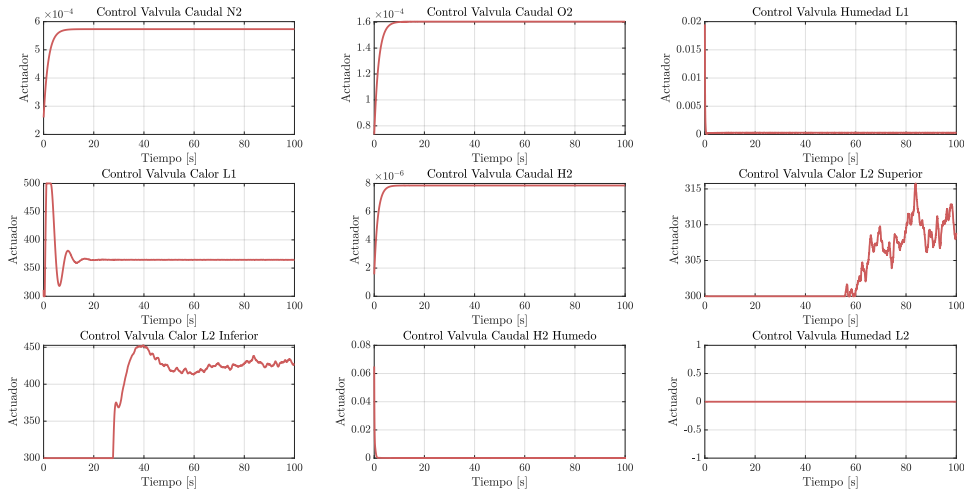 Control Valvula Caudal N2
×10⁻⁴
6
5
4
3
2
Actuador
0 20 40 60 80 100
Tiempo [s]
Control Valvula Caudal O2
×10⁻⁴
1.6
1.4
1.2
1
0.8
Actuador
0 20 40 60 80 100
Tiempo [s]
Control Valvula Humedad L1
0.02
0.015
0.01
0.005
0
Actuador
0 20 40 60 80 100
Tiempo [s]
Control Valvula Calor L1
500
450
400
350
300
Actuador
0 20 40 60 80 100
Tiempo [s]
Control Valvula Caudal H2
×10⁻⁶
8
6
4
2
0
Actuador
0 20 40 60 80 100
Tiempo [s]
Control Valvula Calor L2 Superior
315
310
305
300
Actuador
0 20 40 60 80 100
Tiempo [s]
Control Valvula Calor L2 Inferior
450
400
350
300
Actuador
0 20 40 60 80 100
Tiempo [s]
Control Valvula Caudal H2 Humedo
0.08
0.06
0.04
0.02
0
Actuador
0 20 40 60 80 100
Tiempo [s]
Control Valvula Humedad L2
1
0.5
0
-0.5
-1
Actuador
0 20 40 60 80 100
Tiempo [s]